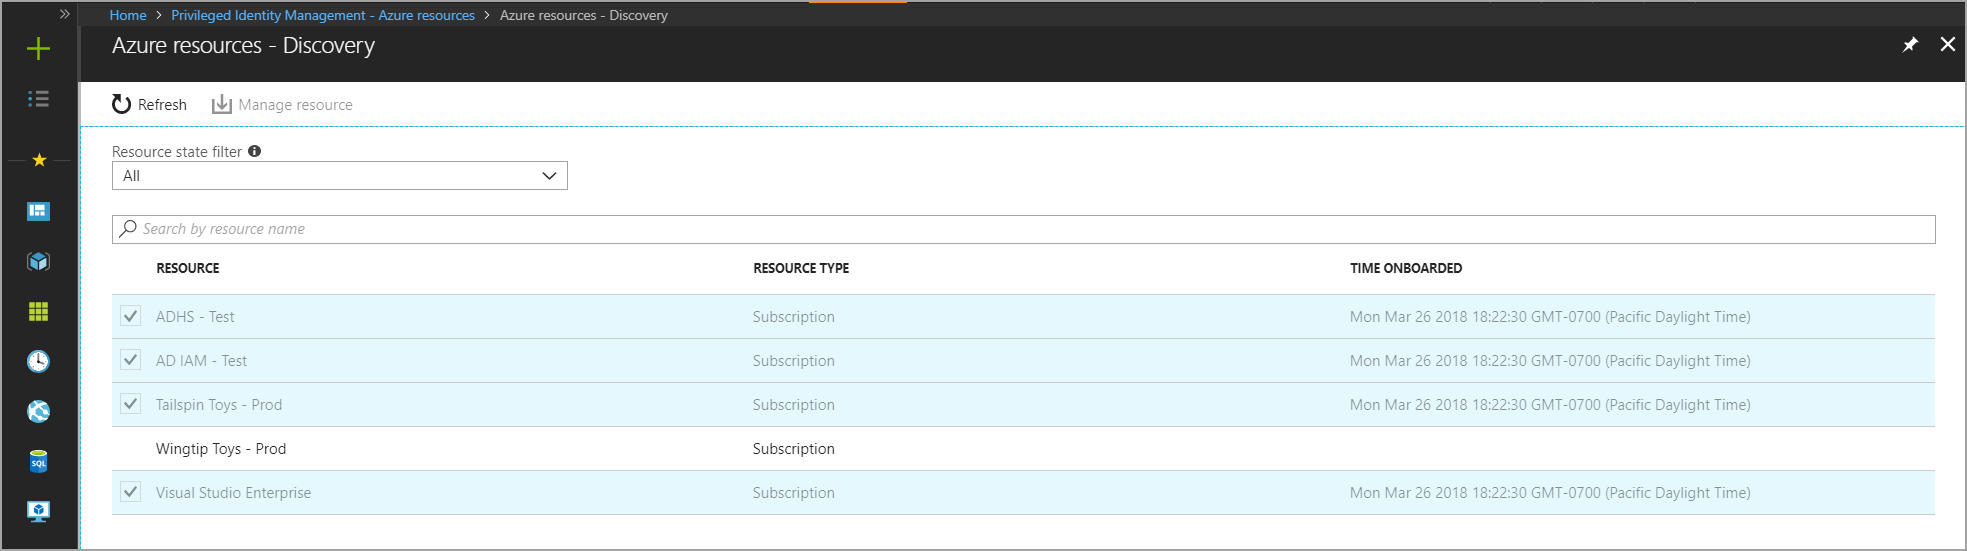 Home > Privileged Identity Management - Azure resources > Azure resources - Discovery
Azure resources - Discovery
Refresh Manage resource
Resource state filter
All
Search by resource name
RESOURCE RESOURCE TYPE TIME ONBOARDED
ADHS - Test Subscription Mon Mar 26 2018 18:22:30 GMT-0700 (Pacific Daylight Time)
AD IAM - Test Subscription Mon Mar 26 2018 18:22:30 GMT-0700 (Pacific Daylight Time)
Tailspin Toys - Prod Subscription Mon Mar 26 2018 18:22:30 GMT-0700 (Pacific Daylight Time)
Wingtip Toys - Prod Subscription
SQL
Visual Studio Enterprise Subscription Mon Mar 26 2018 18:22:30 GMT-0700 (Pacific Daylight Time)